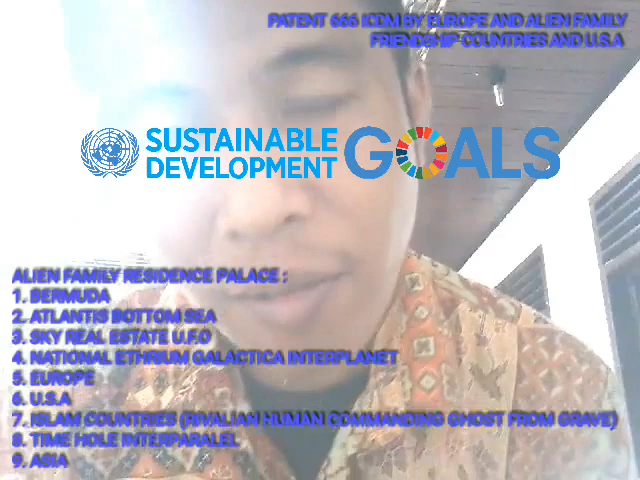 PATENT 666 ICDM BY EUROPE AND ALIEN FAMILY
FRIENDSHIP COUNTRIES AND U.S.A
SUSTAINABLE
DEVELOPMENT
GOALS
ALIEN FAMILY RESIDENCE PALACE :
1. BERMUDA
2. ATLANTIS BOTTOM SEA
3. SKY REAL ESTATE U.F.O
4. NATIONAL ETHRIUM GALACTICA INTERPLANET
5. EUROPE
6. U.S.A
7. ISLAM COUNTRIES (RIVALIAN HUMAN COMMANDING GHOST FROM GRAVE)
8. TIME HOLE INTERPARALEL
9. ASIA